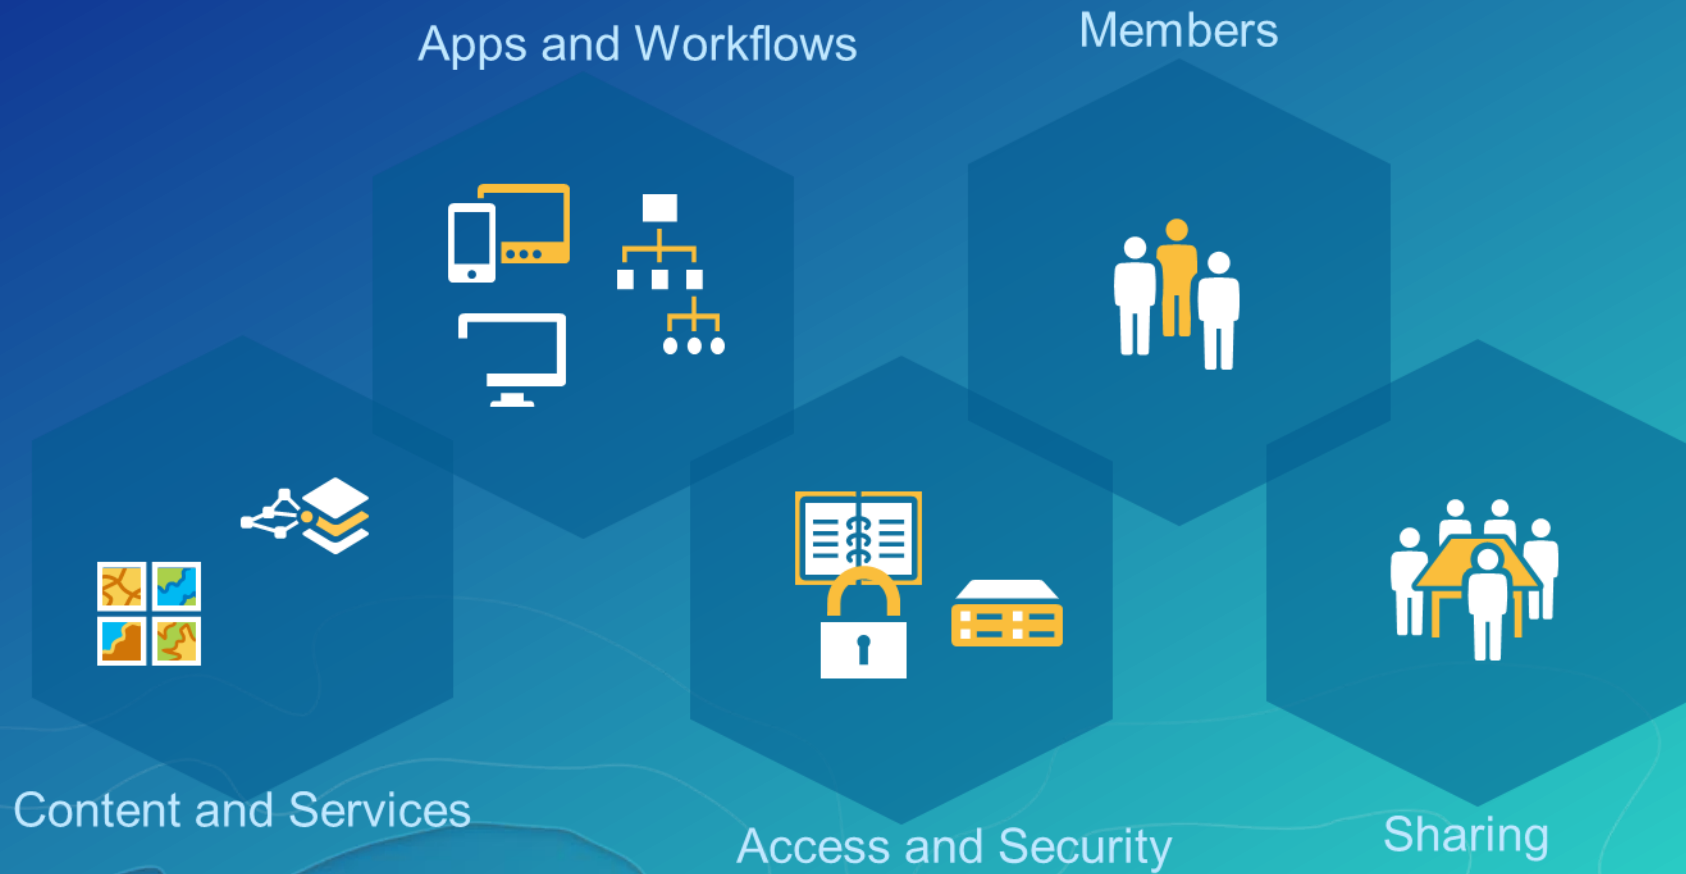 Apps and Workflows
Members
Content and Services
Access and Security
Sharing